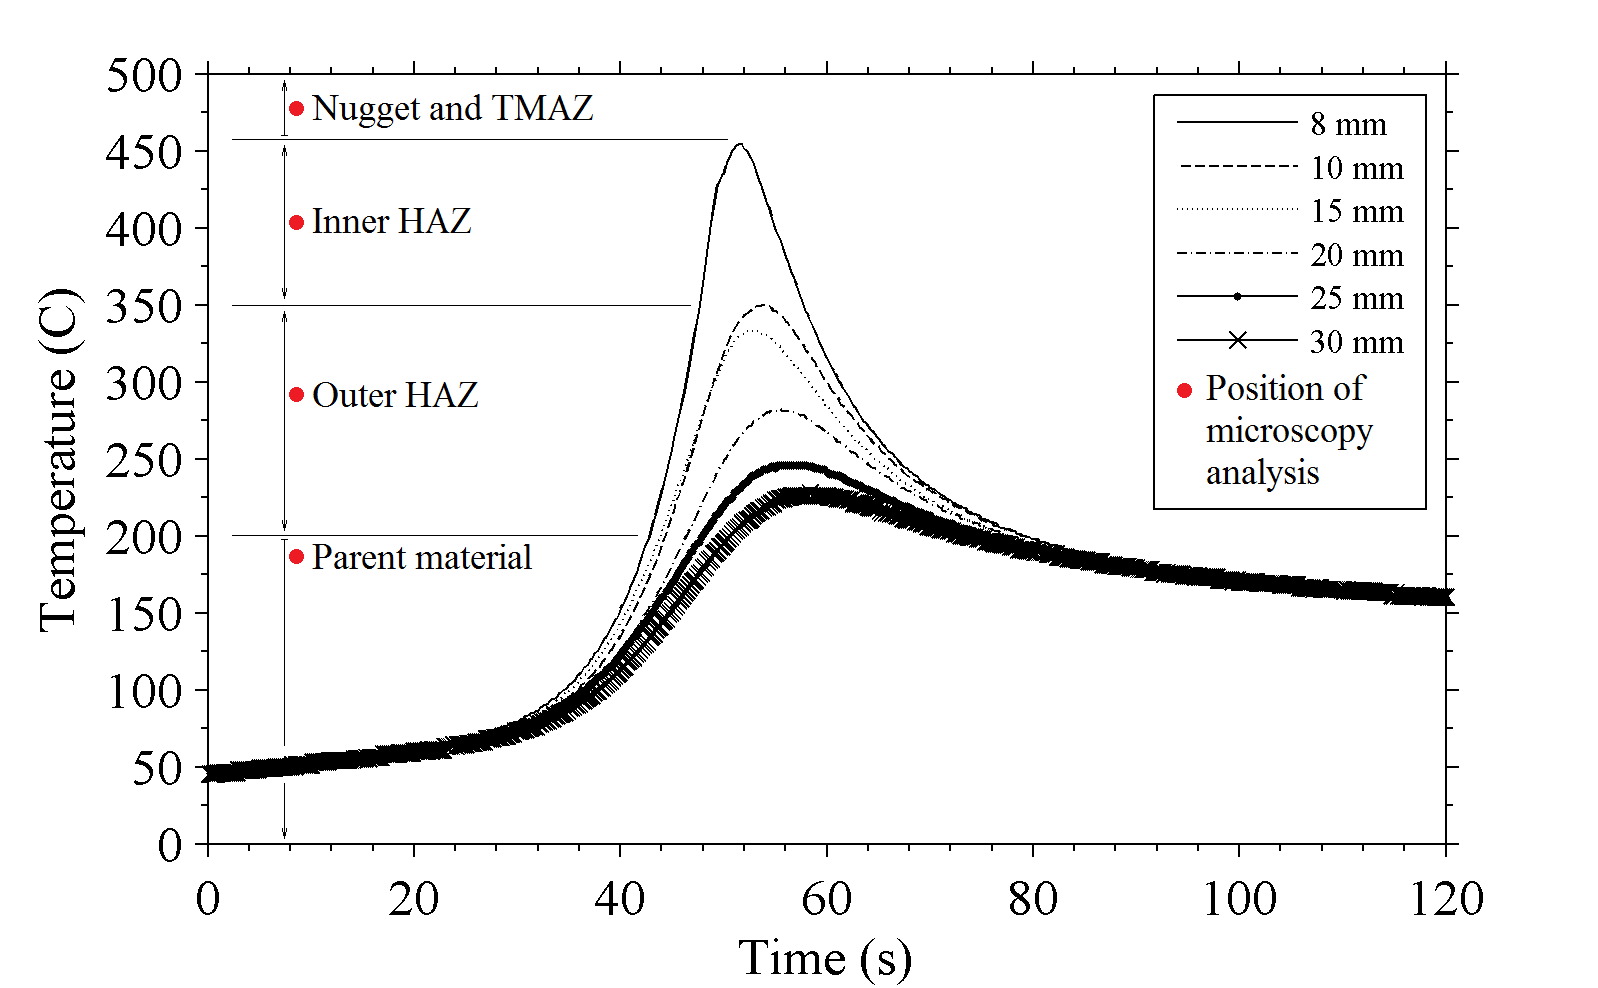 500
450
400
350
300
250
200
150
100
50
0
Temperature (C)
Nugget and TMAZ
Inner HAZ
Outer HAZ
Parent material
8 mm
10 mm
15 mm
20 mm
25 mm
30 mm
Position of
microscopy
analysis
0 20 40 60 80 100 120
Time (s)